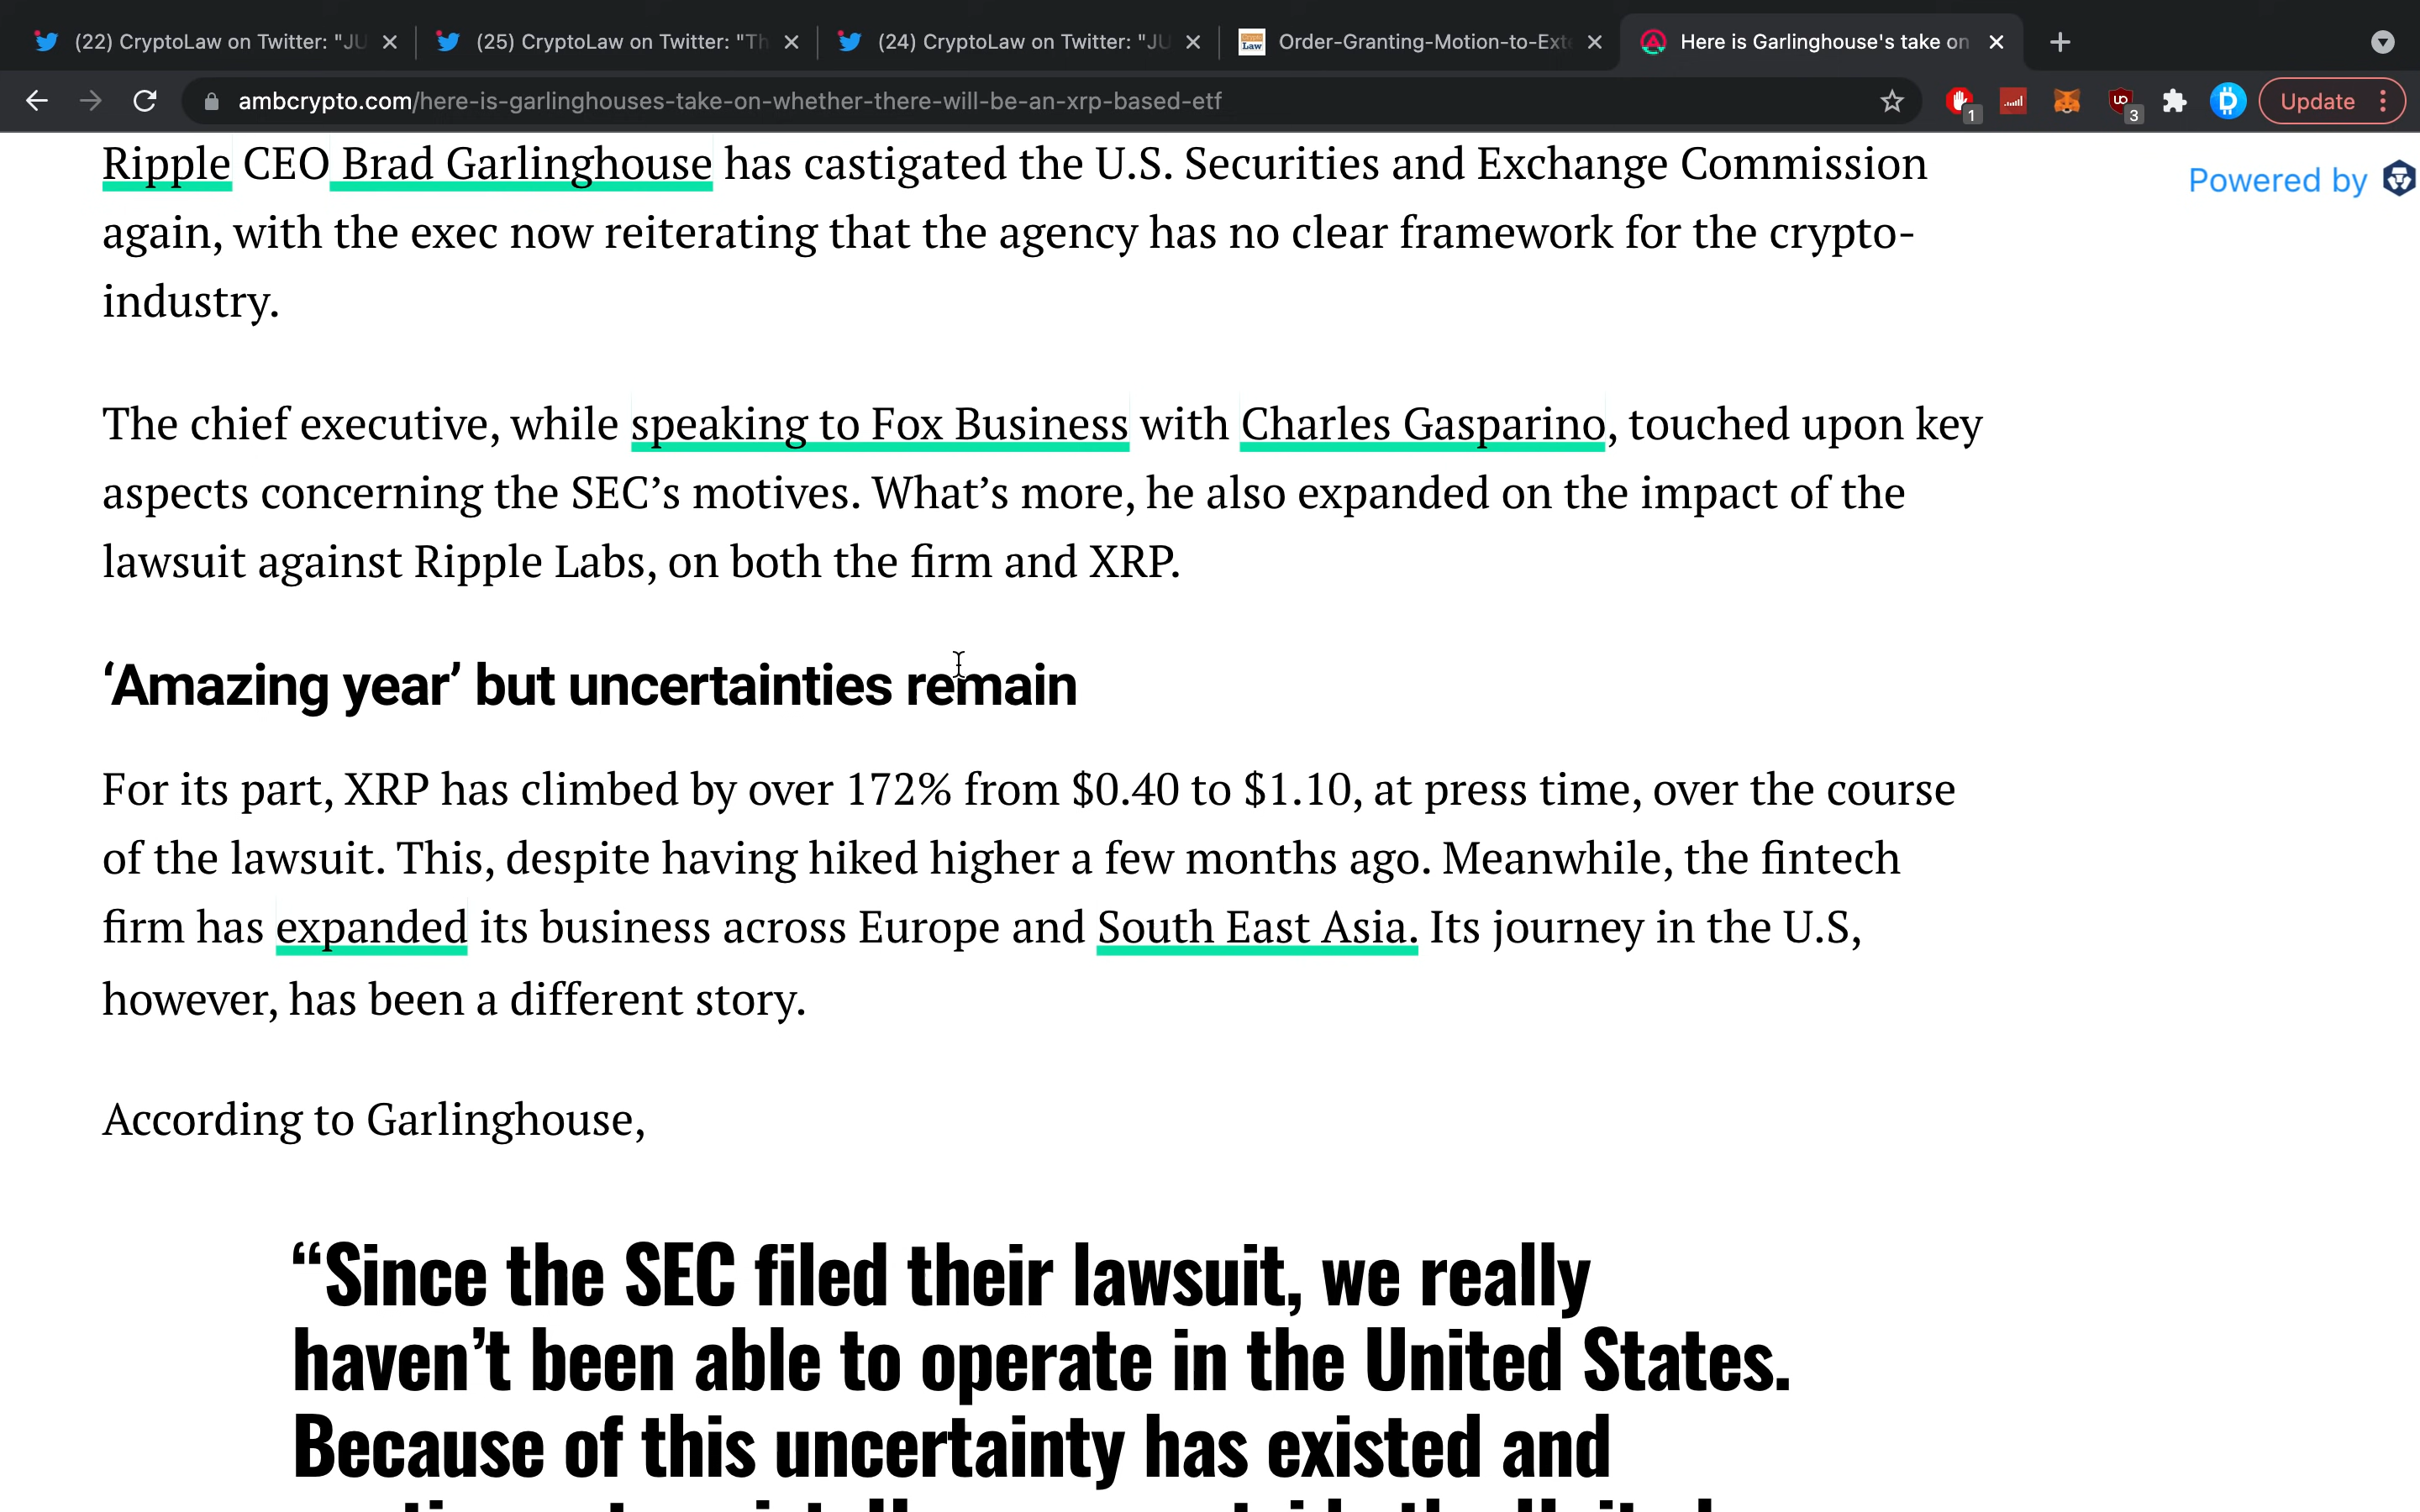 (22) CryptoLaw on Twitter: "JU
(25) CryptoLaw on Twitter: "Th
(24) CryptoLaw on Twitter: "JU
Order-Granting-Motion-to-Exte
Here is Garlinghouse's take on
ambcrypto.com/here-is-garlinghouses-take-on-whether-there-will-be-an-xrp-based-etf
1
3
Update
Ripple CEO Brad Garlinghouse has castigated the U.S. Securities and Exchange Commission
again, with the exec now reiterating that the agency has no clear framework for the crypto-
industry.
Powered by
The chief executive, while speaking to Fox Business with Charles Gasparino, touched upon key
aspects concerning the SEC’s motives. What’s more, he also expanded on the impact of the
lawsuit against Ripple Labs, on both the firm and XRP.
‘Amazing year’ but uncertainties remain
For its part, XRP has climbed by over 172% from $0.40 to $1.10, at press time, over the course
of the lawsuit. This, despite having hiked higher a few months ago. Meanwhile, the fintech
firm has expanded its business across Europe and South East Asia. Its journey in the U.S,
however, has been a different story.
According to Garlinghouse,
“Since the SEC filed their lawsuit, we really
haven’t been able to operate in the United States.
Because of this uncertainty has existed and